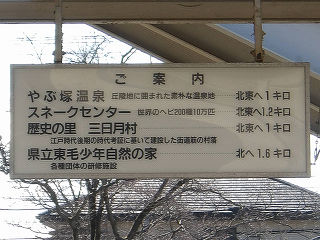 ご案内
やぶ塚温泉 丘陵地に囲まれた素朴な温泉地 北東へ1キロ
スネークセンター 世界のヘビ200種10万匹 北東へ1.2キロ
歴史の里 三日月村 北東へ1キロ
江戸時代後期の時代考証に基いて建設した街道筋の村落
県立東毛少年自然の家 北へ1.6キロ
各種団体の研修施設